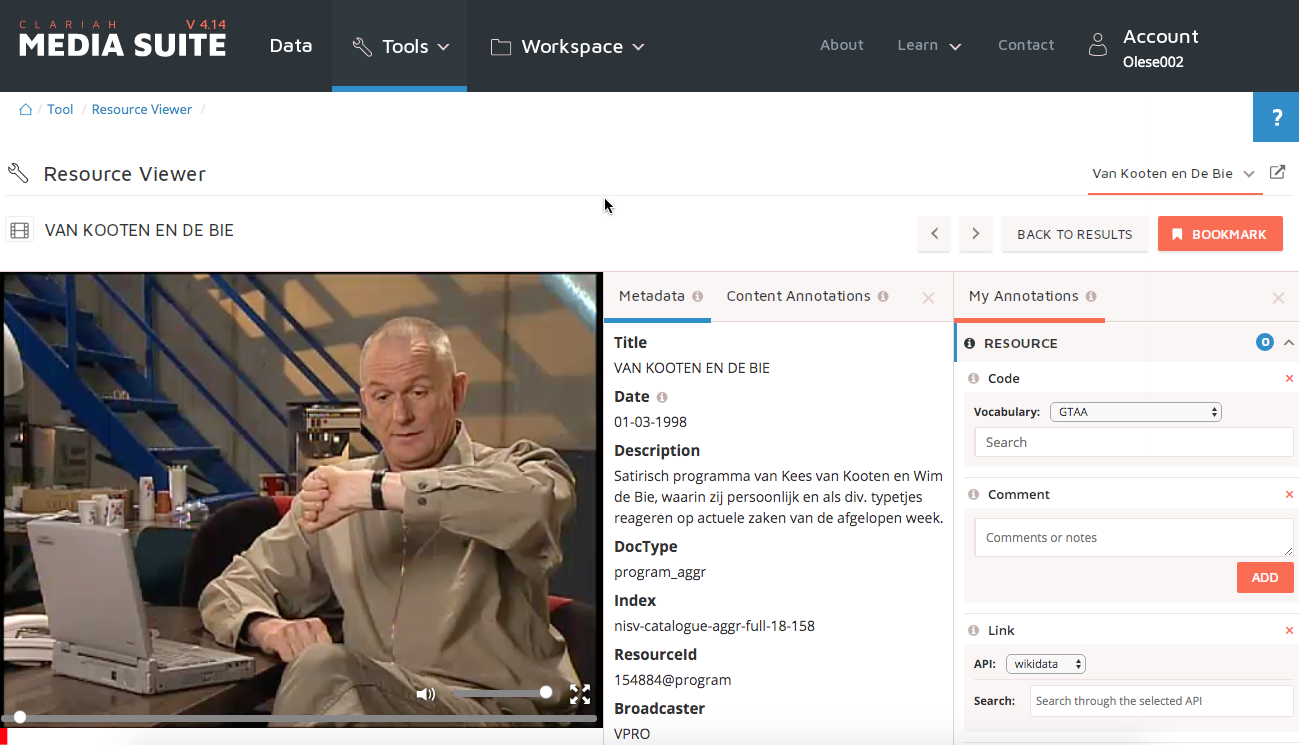 CLARIAH V 4.14
MEDIA SUITE
Data
Tools
Workspace
About
Learn
Contact
Account
Olese002
/ Tool / Resource Viewer /
?
Resource Viewer
Van Kooten en De Bie
VAN KOOTEN EN DE BIE
BACK TO RESULTS
BOOKMARK
Metadata
Content Annotations
Title
VAN KOOTEN EN DE BIE
Date
01-03-1998
Description
Satirisch programma van Kees van Kooten en Wim
de Bie, waarin zij persoonlijk en als div. typetjes
reageren op actuele zaken van de afgelopen week.
DocType
program_aggr
Index
nisv-catalogue-aggr-full-18-158
ResourceId
154884@program
Broadcaster
VPRO
My Annotations
RESOURCE
0
Code
Vocabulary: GTAA
Search
Comment
Comments or notes
ADD
Link
API: wikidata
Search: Search through the selected API